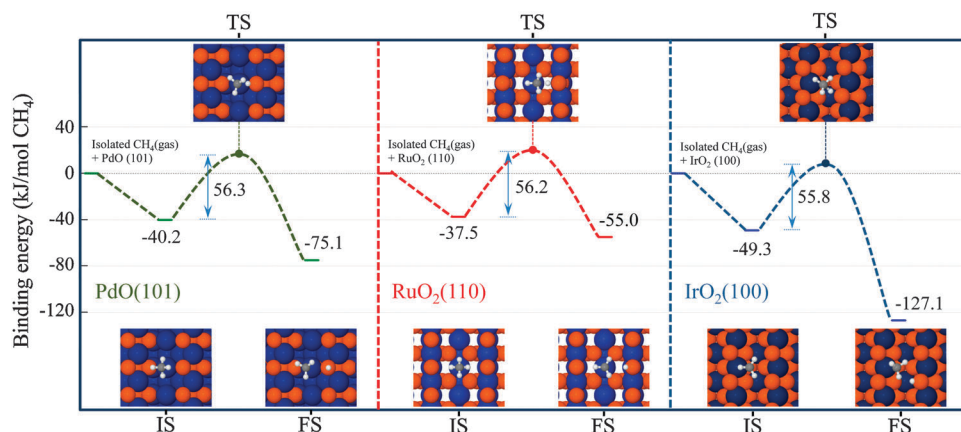 TS
TS
TS
Binding energy (kJ/mol CH₄)
40
0
-40
-80
-120
Isolated CH₄(gas)
+ PdO (101)
56.3
-40.2
-75.1
PdO(101)
Isolated CH₄(gas)
+ RuO₂ (110)
56.2
-37.5
-55.0
RuO₂(110)
Isolated CH₄(gas)
+ IrO₂ (100)
55.8
-49.3
-127.1
IrO₂(100)
IS
FS
IS
FS
IS
FS